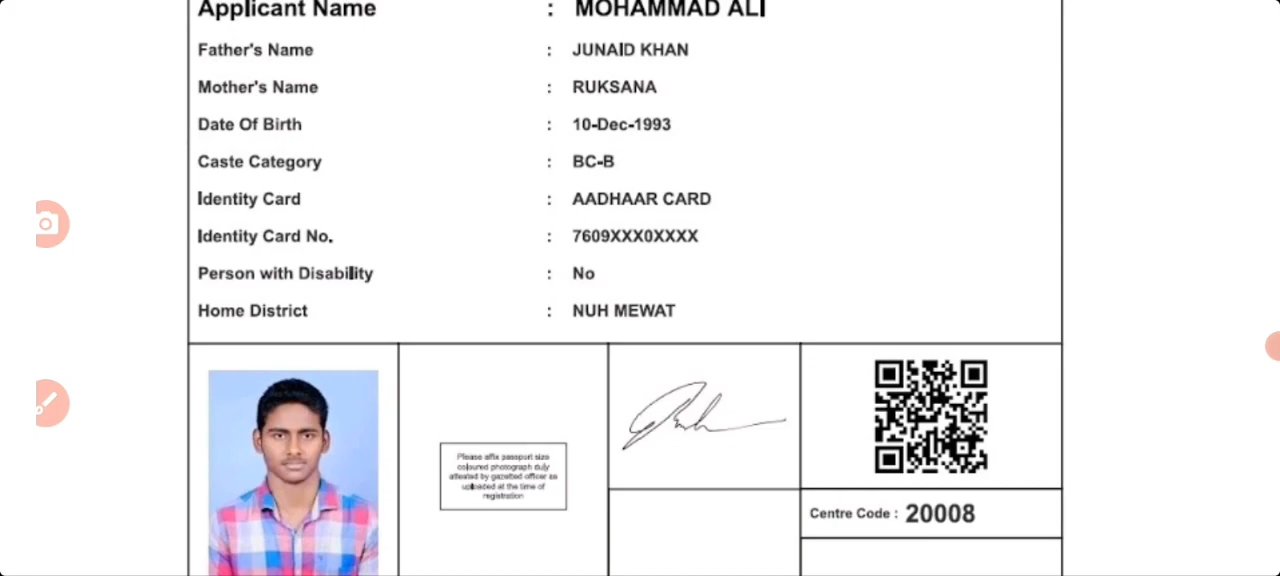 Applicant Name : MOHAMMAD ALI
Father's Name : JUNAID KHAN
Mother's Name : RUKSANA
Date Of Birth : 10-Dec-1993
Caste Category : BC-B
Identity Card : AADHAAR CARD
Identity Card No. : 7609XXX0XXXX
Person with Disability : No
Home District : NUH MEWAT
Please affix passport size
coloured photograph duly
attested by gazetted officer as
uploaded at the time of
registration
Centre Code : 20008